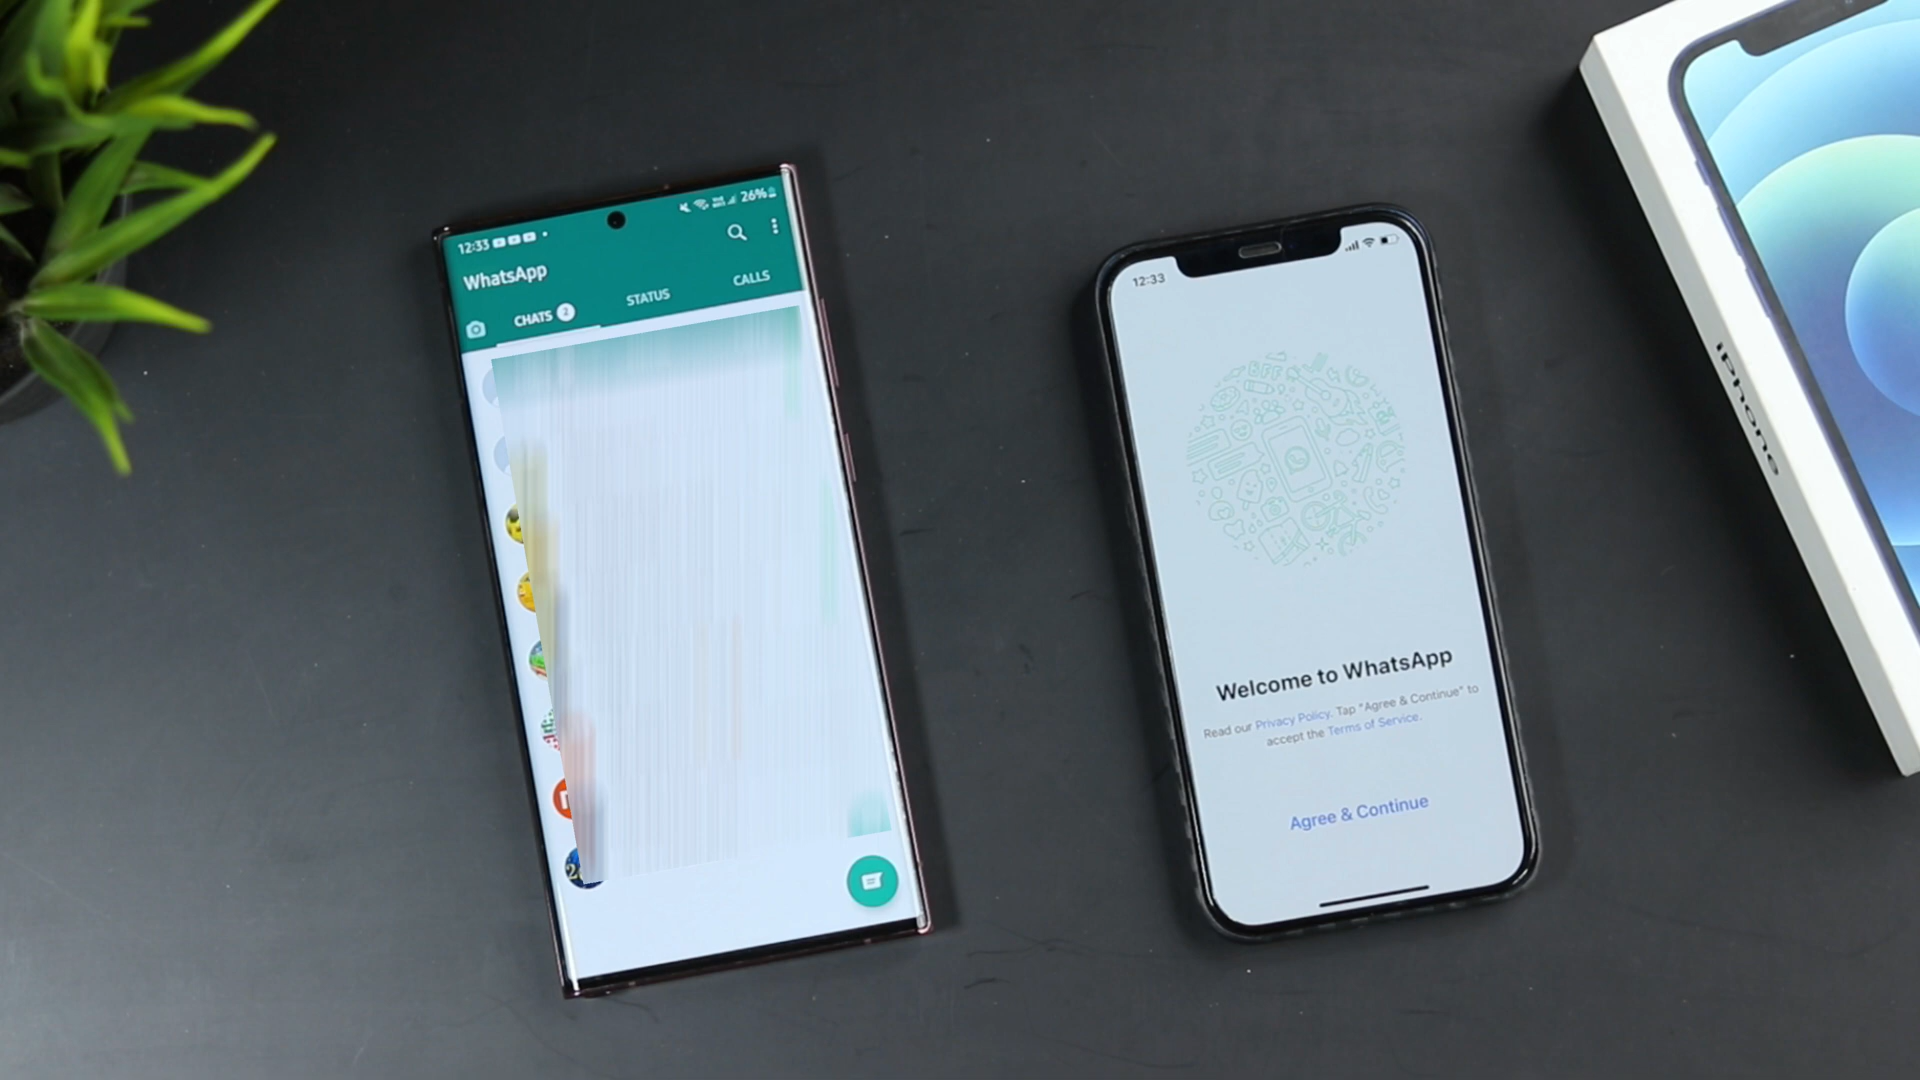 12:33
26%
WhatsApp
CHATS 2
STATUS
CALLS
12:33
BFF
Welcome to WhatsApp
Read our Privacy Policy. Tap "Agree & Continue" to
accept the Terms of Service.
Agree & Continue
iPhone